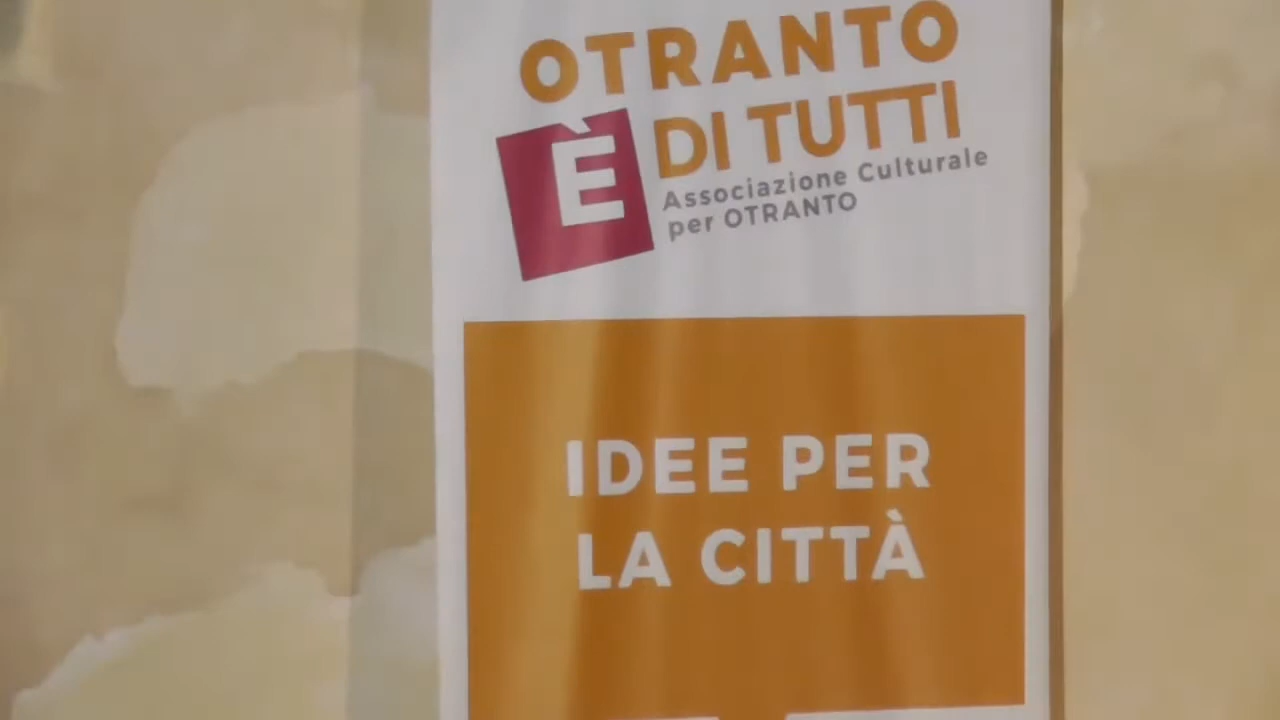 OTRANTO
È DI TUTTI
Associazione Culturale
per OTRANTO
IDEE PER
LA CITTÀ